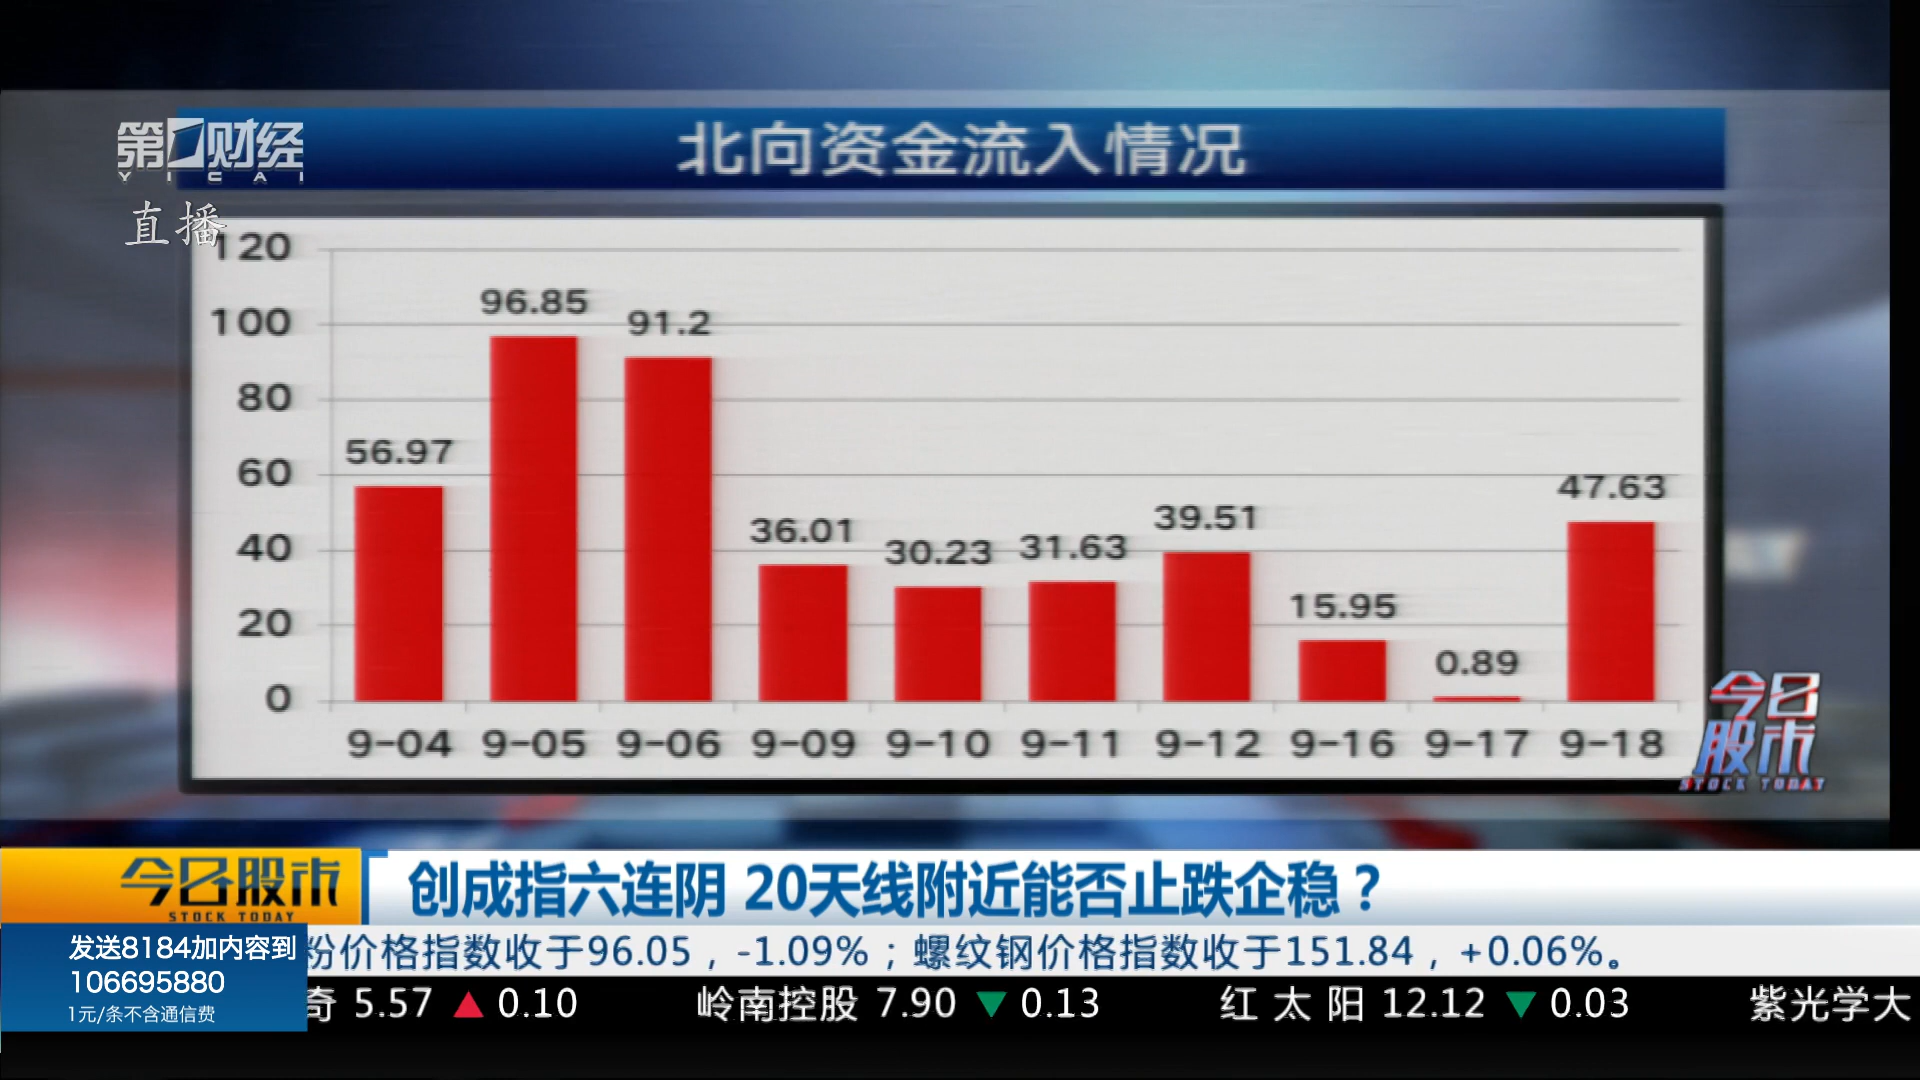 第一财经
YICAI
直播
北向资金流入情况
120
100
80
60
40
20
0
56.97
96.85
91.2
36.01
30.23
31.63
39.51
15.95
0.89
47.63
9-04 9-05 9-06 9-09 9-10 9-11 9-12 9-16 9-17 9-18
今日
股市
STOCK TODAY
今日股市
STOCK TODAY
创成指六连阴 20天线附近能否止跌企稳？
发送8184加内容到
106695880
1元/条不含通信费
粉价格指数收于96.05，-1.09%；螺纹钢价格指数收于151.84，+0.06%。
奇 5.57 ▲ 0.10 岭南控股 7.90 ▼ 0.13 红 太 阳 12.12 ▼ 0.03 紫光学大